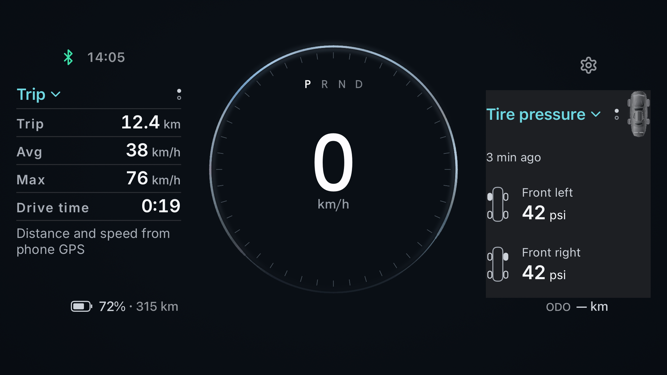 14:05
Trip
Trip 12.4 km
Avg 38 km/h
Max 76 km/h
Drive time 0:19
Distance and speed from
phone GPS
72% · 315 km
P R N D
0
km/h
Tire pressure
3 min ago
Front left
42 psi
Front right
42 psi
ODO — km